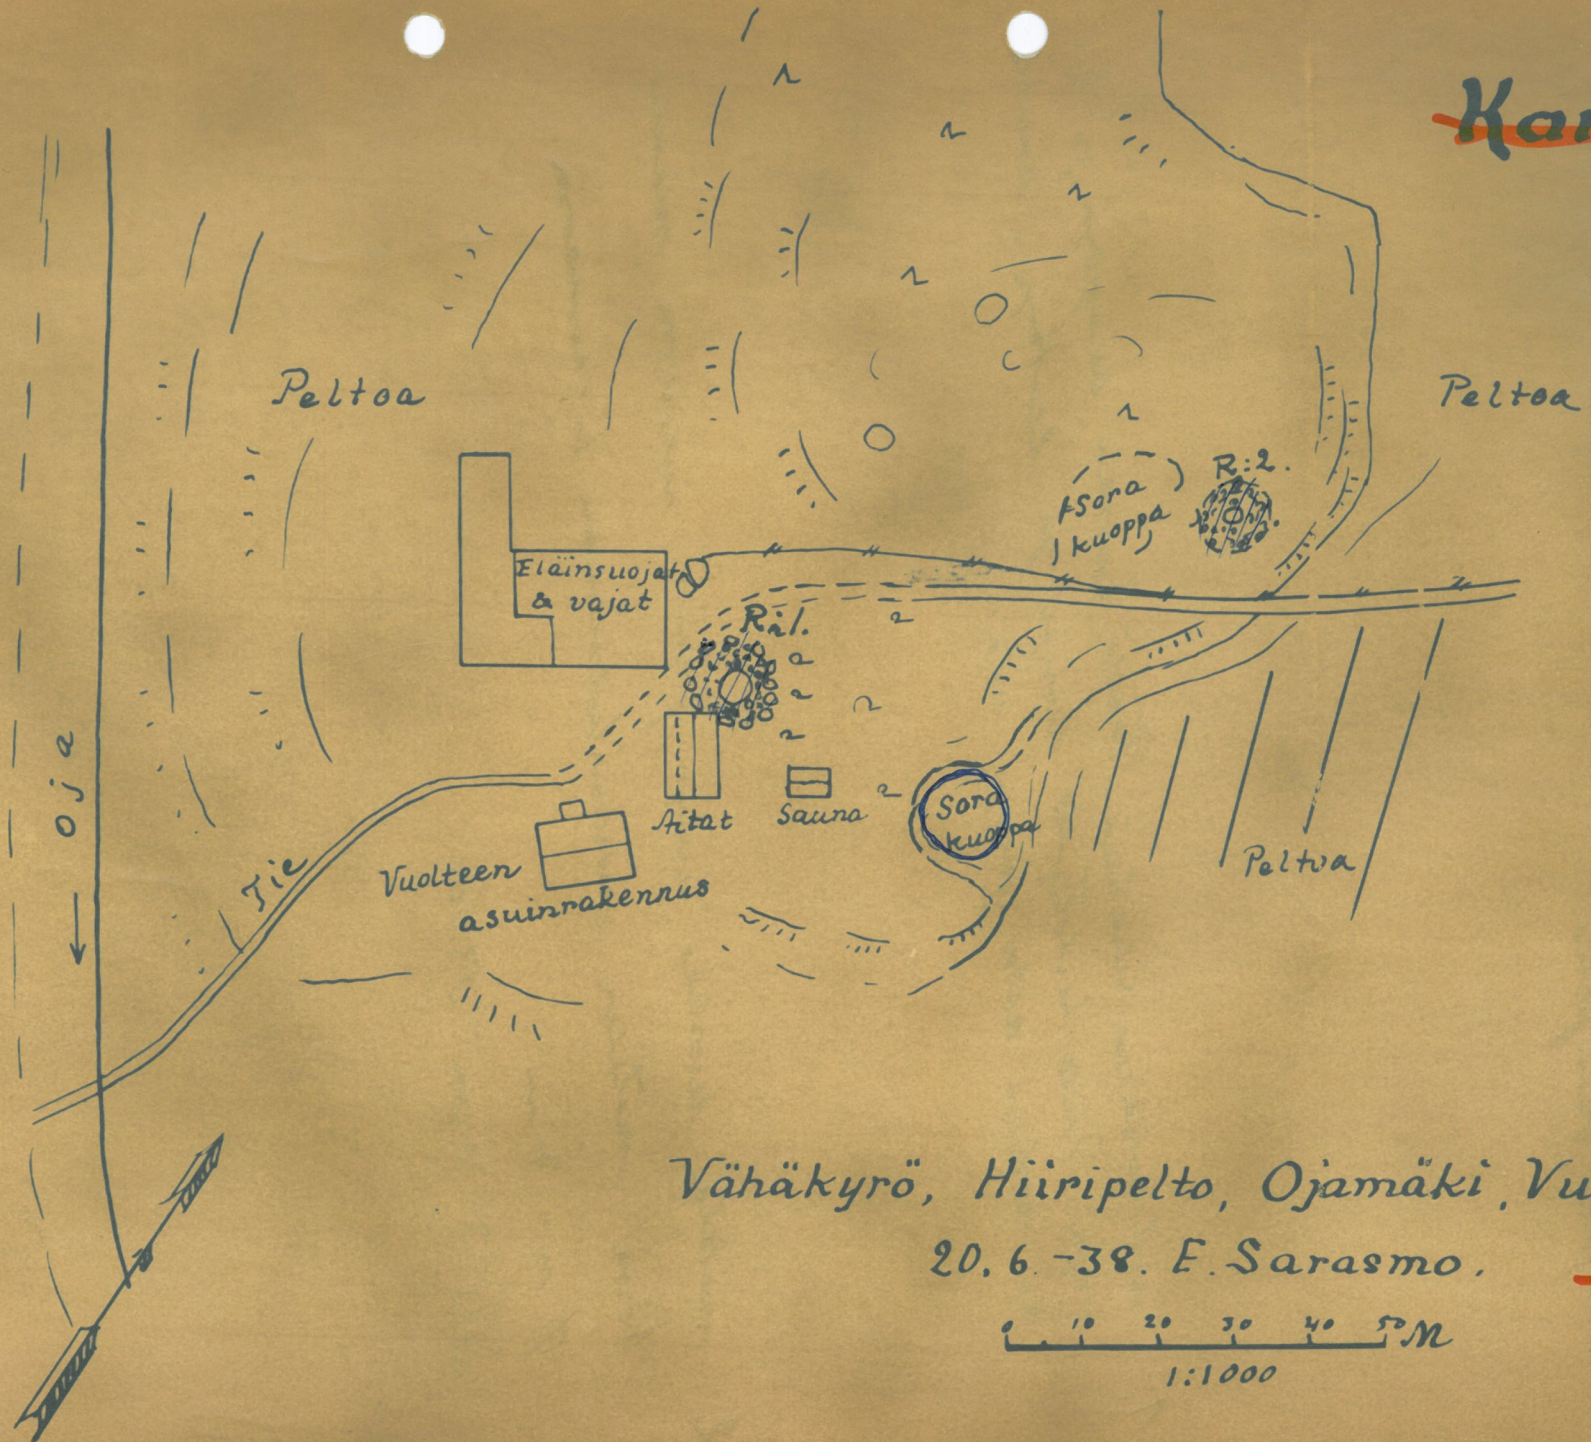 Kar
Peltoa
Peltoa
R:2.
Sora
kuoppa
Eläinsuojat
& vajat
R:1.
Oja
Aitat
Sauna
Sora
kuoppa
Tie
Vuolteen
asuinrakennus
Peltoa
Vähäkyrö, Hiiripelto, Ojamäki, Vu
20.6.-38. E. Sarasmo.
0 10 20 30 40 50 M
1:1000